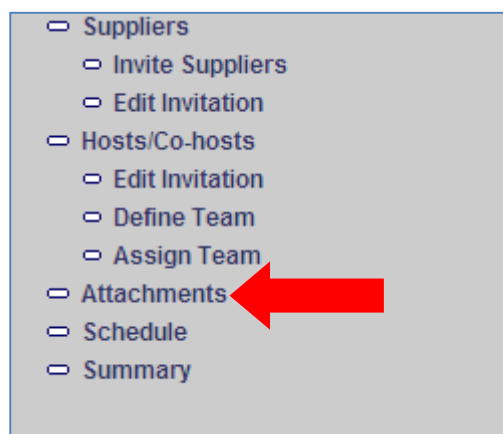 Suppliers
Invite Suppliers
Edit Invitation
Hosts/Co-hosts
Edit Invitation
Define Team
Assign Team
Attachments
Schedule
Summary